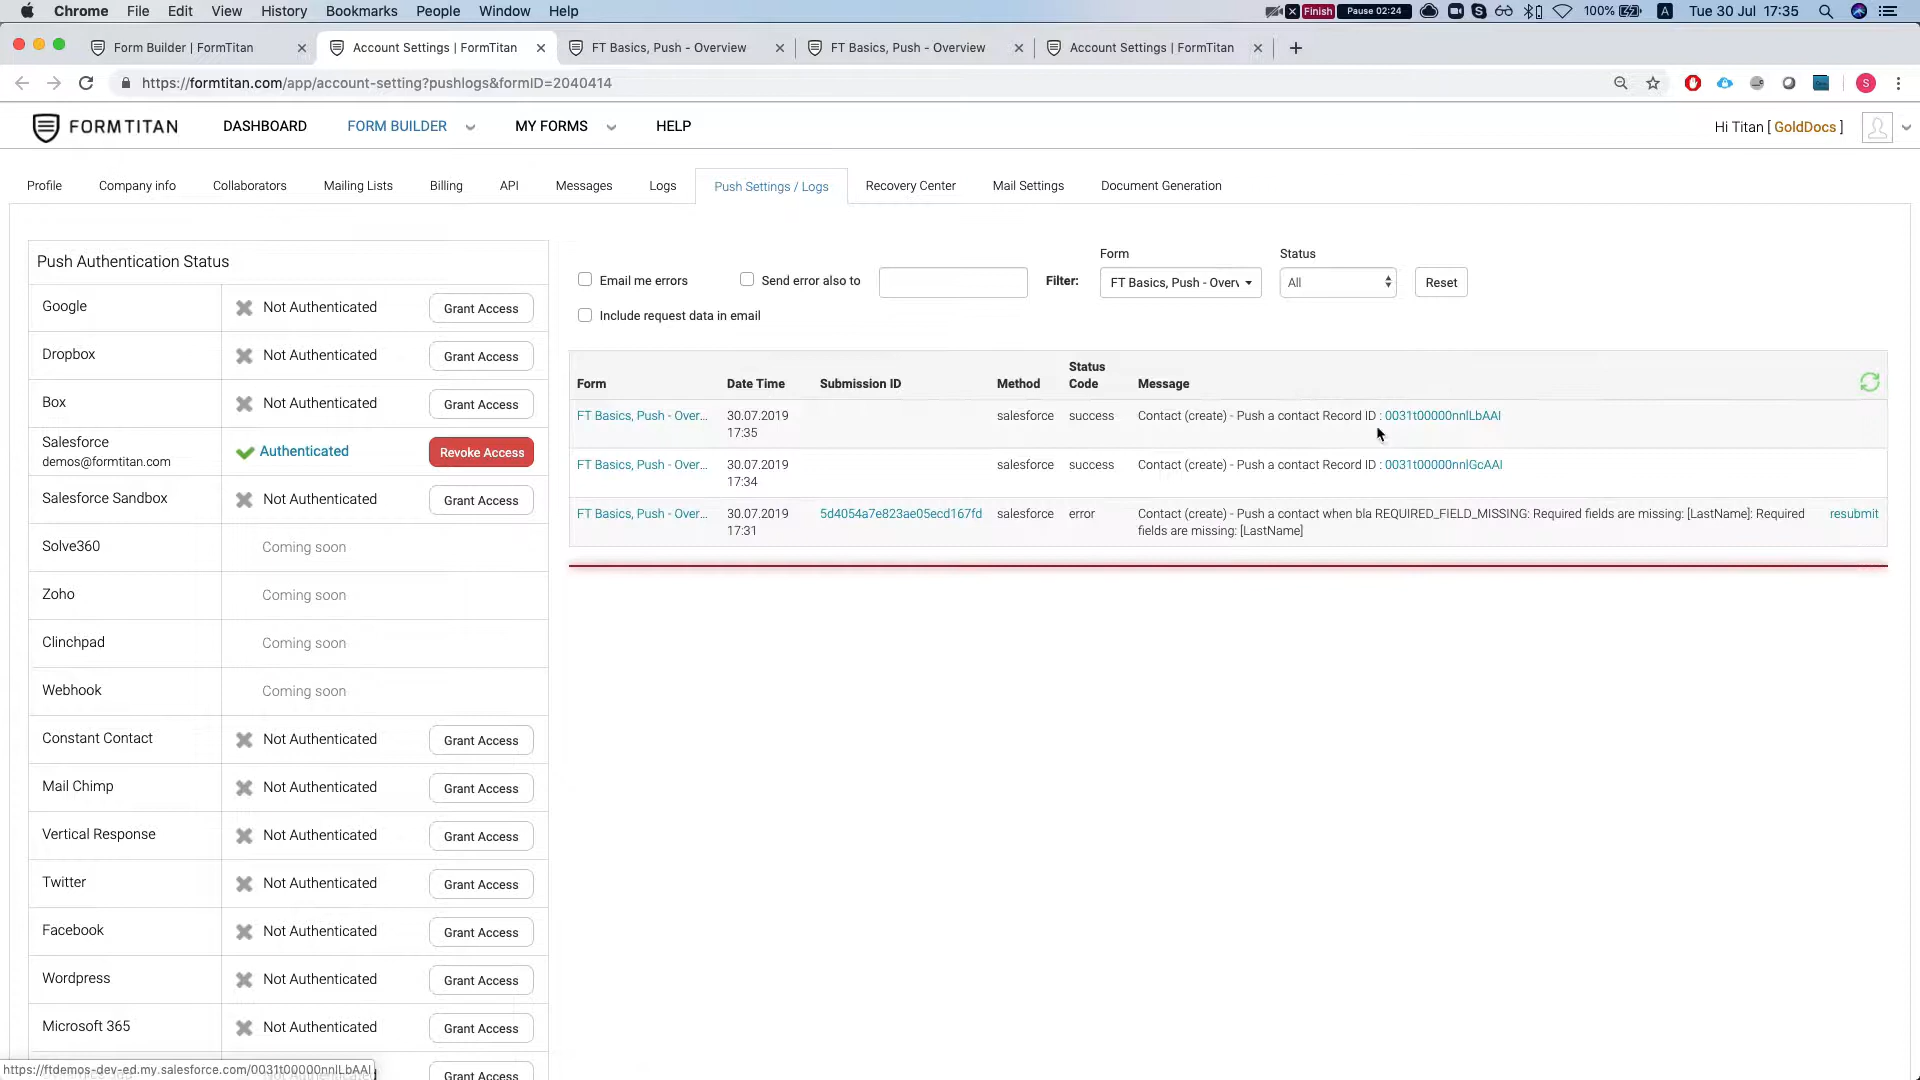 Chrome File Edit View History Bookmarks People Window Help Finish Pause 02:24 100% A Tue 30 Jul 17:35
Form Builder | FormTitan Account Settings | FormTitan FT Basics, Push - Overview FT Basics, Push - Overview Account Settings | FormTitan
https://formtitan.com/app/account-setting?pushlogs&formID=2040414 S
FORMTITAN DASHBOARD FORM BUILDER MY FORMS HELP Hi Titan [ GoldDocs ]
Profile Company info Collaborators Mailing Lists Billing API Messages Logs Push Settings / Logs Recovery Center Mail Settings Document Generation
Push Authentication Status
Google Not Authenticated Grant Access
Dropbox Not Authenticated Grant Access
Box Not Authenticated Grant Access
Salesforce
demos@formtitan.com Authenticated Revoke Access
Salesforce Sandbox Not Authenticated Grant Access
Solve360 Coming soon
Zoho Coming soon
Clinchpad Coming soon
Webhook Coming soon
Constant Contact Not Authenticated Grant Access
Mail Chimp Not Authenticated Grant Access
Vertical Response Not Authenticated Grant Access
Twitter Not Authenticated Grant Access
Facebook Not Authenticated Grant Access
Wordpress Not Authenticated Grant Access
Microsoft 365 Not Authenticated Grant Access
Grant Access
Form Status
Email me errors Send error also to Filter: FT Basics, Push - Overv All Reset
Include request data in email
Form Date Time Submission ID Method Status Code Message
FT Basics, Push - Over... 30.07.2019 salesforce success Contact (create) - Push a contact Record ID : 0031t00000nnlLbAAI
17:35
FT Basics, Push - Over... 30.07.2019 salesforce success Contact (create) - Push a contact Record ID : 0031t00000nnlGcAAI
17:34
FT Basics, Push - Over... 30.07.2019 5d4054a7e823ae05ecd167fd salesforce error Contact (create) - Push a contact when bla REQUIRED_FIELD_MISSING: Required fields are missing: [LastName]: Required resubmit
17:31 fields are missing: [LastName]
https://ftdemos-dev-ed.my.salesforce.com/0031t00000nnlLbAAI